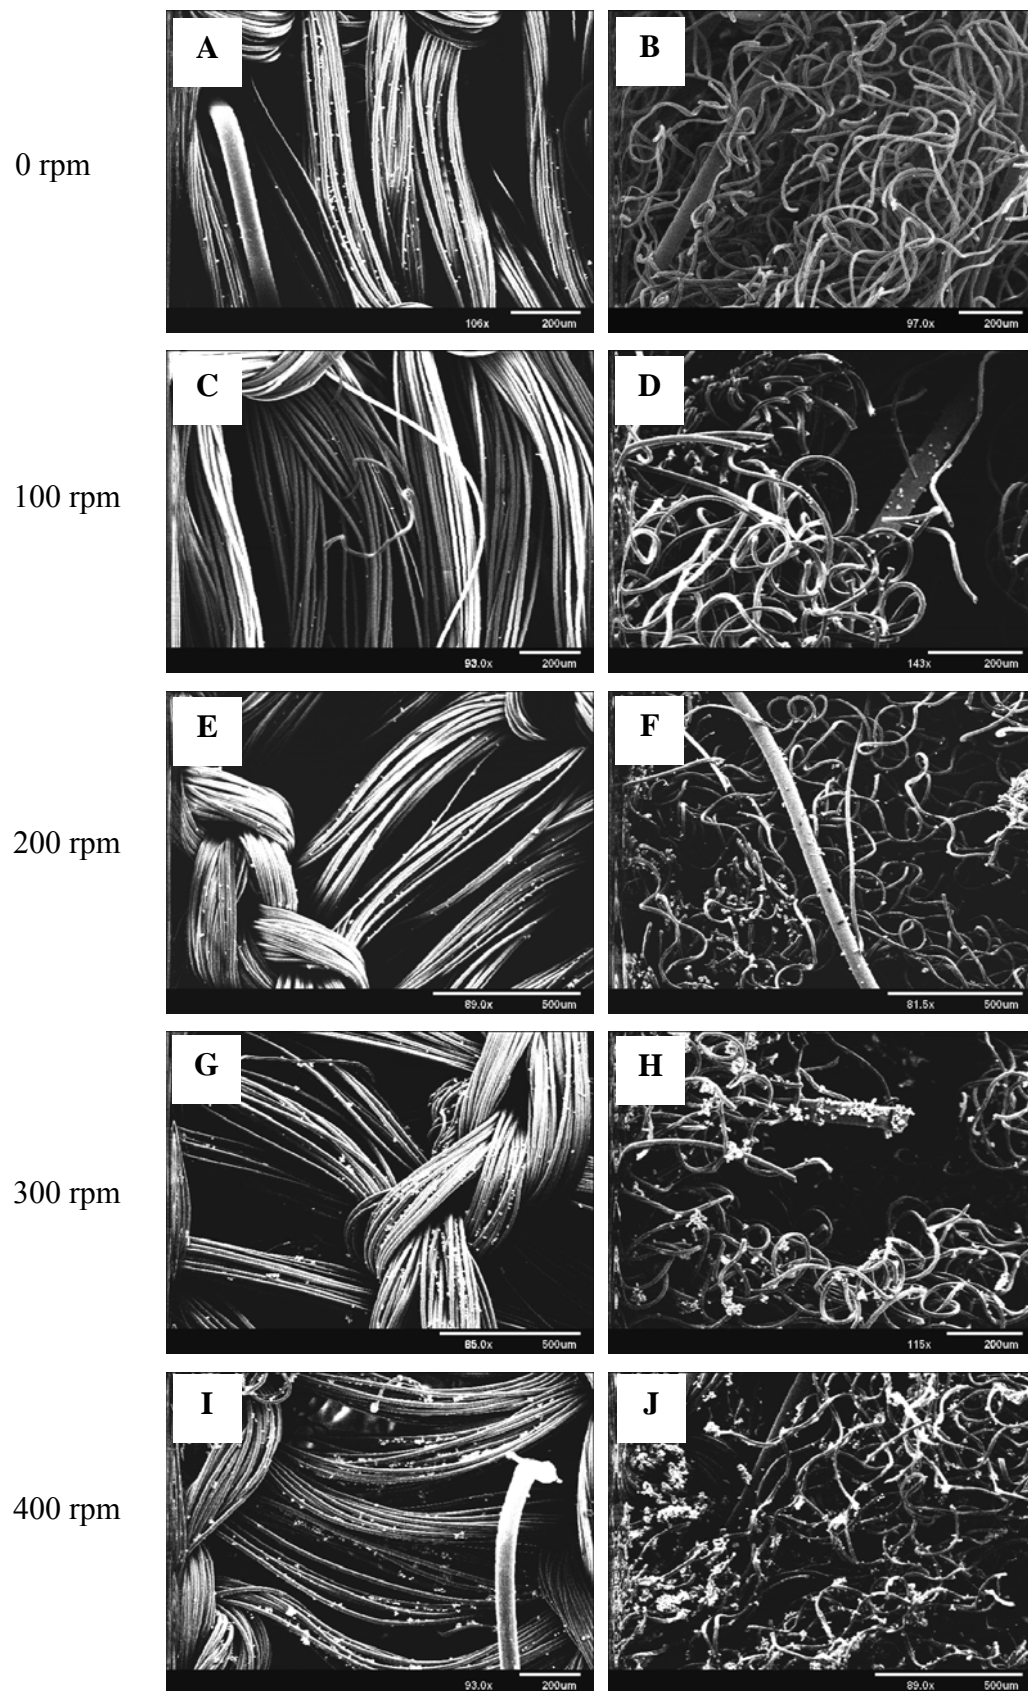 A
B
0 rpm
106x 200um
97.0x 200um
C
D
100 rpm
93.0x 200um
143x 200um
E
F
200 rpm
89.0x 500um
81.5x 500um
G
H
300 rpm
85.0x 500um
115x 200um
I
J
400 rpm
93.0x 200um
89.0x 500um